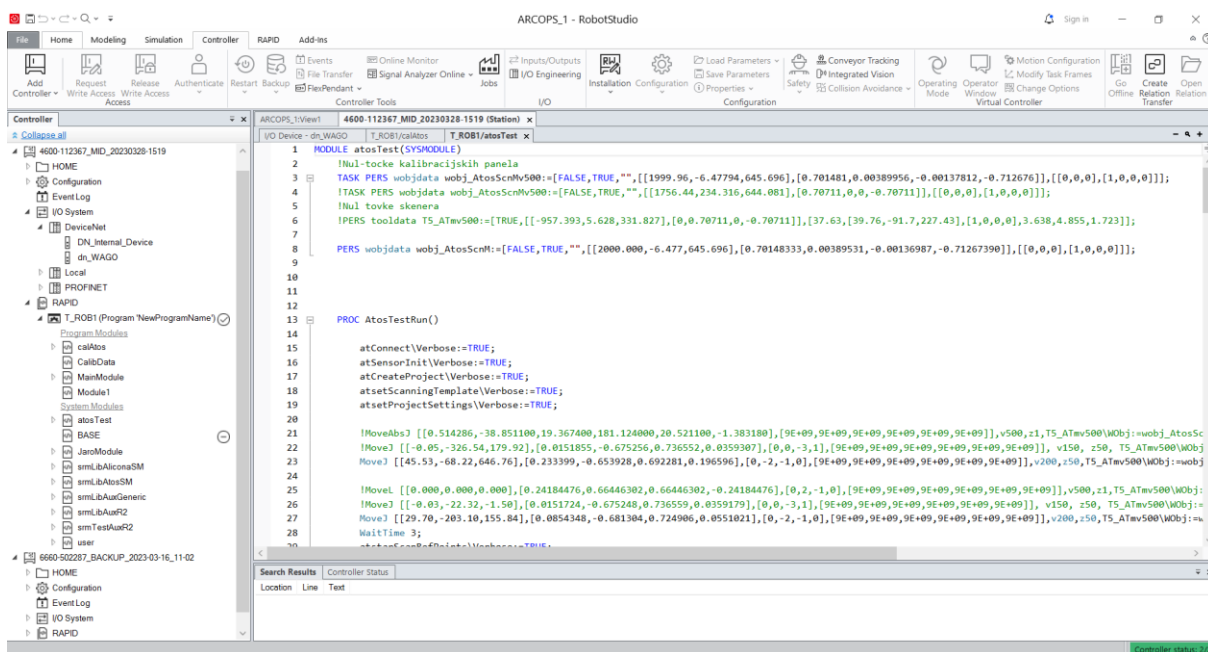 ARCOPS_1 - RobotStudio
Sign in
File Home Modeling Simulation Controller RAPID Add-Ins
Add Controller
Request Write Access
Release Write Access
Authenticate
Access
Restart
Backup
Events
File Transfer
FlexPendant
Online Monitor
Signal Analyzer Online
Jobs
Controller Tools
Inputs/Outputs
I/O Engineering
I/O
RW
Installation
Configuration
Load Parameters
Save Parameters
Properties
Safety
Conveyor Tracking
Integrated Vision
Collision Avoidance
Configuration
Operating Mode
Operator Window
Motion Configuration
Modify Task Frames
Change Options
Virtual Controller
Go Offline
Create Relation
Open Relation
Transfer
Controller
Collapse all
4600-112367_MID_20230328-1519
HOME
Configuration
Event Log
I/O System
DeviceNet
DN_Internal_Device
dn_WAGO
Local
PROFINET
RAPID
T_ROB1 (Program 'NewProgramName')
Program Modules
calAtos
CalibData
MainModule
Module1
System Modules
atosTest
BASE
JaroModule
srmLibAliconaSM
srmLibAtosSM
srmLibAuxGeneric
srmLibAuxR2
srmTestAuxR2
user
6660-502287_BACKUP_2023-03-16_11-02
HOME
Configuration
Event Log
I/O System
RAPID
ARCOPS_1:View1 4600-112367_MID_20230328-1519 (Station)
I/O Device - dn_WAGO T_ROB1/calAtos T_ROB1/atosTest
1 MODULE atosTest(SYSMODULE)
2 !Nul-tocke kalibracijskih panela
3 TASK PERS wobjdata wobj_AtosScnMv500:=[FALSE,TRUE,"",[[1999.96,-6.47794,645.696],[0.701481,0.00389956,-0.00137812,-0.712676]],[[0,0,0],[1,0,0,0]]];
4 !TASK PERS wobjdata wobj_AtosScnMv500:=[FALSE,TRUE,"",[[1756.44,234.316,644.081],[0.70711,0,0,-0.70711]],[[0,0,0],[1,0,0,0]]];
5 !Nul tovke skenera
6 !PERS tooldata T5_ATmv500:=[TRUE,[[-957.393,5.628,331.827],[0,0.70711,0,-0.70711]],[37.63,[39.76,-91.7,227.43],[1,0,0,0],3.638,4.855,1.723]];
7
8 PERS wobjdata wobj_AtosScnM:=[FALSE,TRUE,"",[[2000.000,-6.477,645.696],[0.70148333,0.00389531,-0.00136987,-0.71267390]],[[0,0,0],[1,0,0,0]]];
9
10
11
12
13 PROC AtosTestRun()
14
15 atConnect\Verbose:=TRUE;
16 atSensorInit\Verbose:=TRUE;
17 atCreateProject\Verbose:=TRUE;
18 atsetScanningTemplate\Verbose:=TRUE;
19 atsetProjectSettings\Verbose:=TRUE;
20
21 !MoveAbsJ [[0.514286,-38.851100,19.367400,181.124000,20.521100,-1.383180],[9E+09,9E+09,9E+09,9E+09,9E+09,9E+09]],v500,z1,T5_ATmv500\WObj:=wobj_AtosSc
22 !MoveJ [[-0.05,-326.54,179.92],[0.0151855,-0.675256,0.736552,0.0359307],[0,0,-3,1],[9E+09,9E+09,9E+09,9E+09,9E+09,9E+09]], v150, z50, T5_ATmv500\WObj
23 MoveJ [[45.53,-68.22,646.76],[0.233399,-0.653928,0.692281,0.196596],[0,-2,-1,0],[9E+09,9E+09,9E+09,9E+09,9E+09,9E+09]],v200,z50,T5_ATmv500\WObj:=wobj
24
25 !MoveL [[0.000,0.000,0.000],[0.24184476,0.66446302,0.66446302,-0.24184476],[0,2,-1,0],[9E+09,9E+09,9E+09,9E+09,9E+09,9E+09]],v500,z1,T5_ATmv500\WObj:
26 !MoveJ [[-0.03,-22.32,-1.50],[0.0151724,-0.675248,0.736559,0.0359179],[0,0,-3,1],[9E+09,9E+09,9E+09,9E+09,9E+09,9E+09]], v150, z50, T5_ATmv500\WObj:=
27 MoveJ [[29.70,-203.10,155.84],[0.0854348,-0.681304,0.724906,0.0551021],[0,-2,-1,0],[9E+09,9E+09,9E+09,9E+09,9E+09,9E+09]],v200,z50,T5_ATmv500\WObj:=
28 WaitTime 3;
Search Results Controller Status
Location Line Text
Controller status: 2/